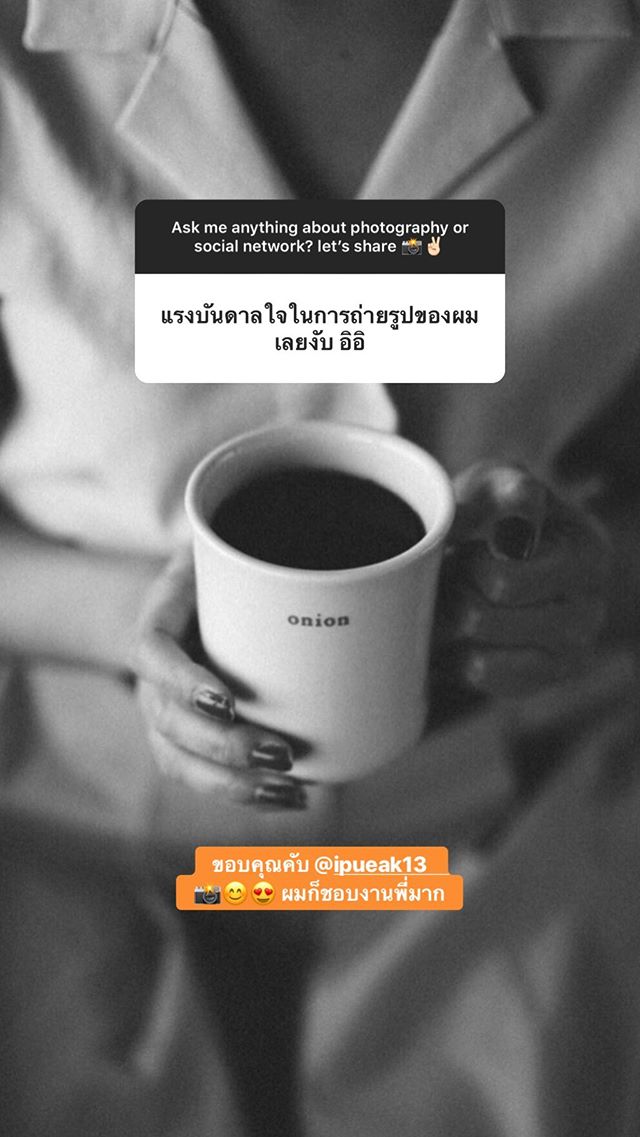 Ask me anything about photography or
social network? let's share 📸✌🏻
แรงบันดาลใจในการถ่ายรูปของผม
เลยงับ อิอิ
onion
ขอบคุณคับ @ipueak13
📸😊😍 ผมก็ชอบงานพี่มาก